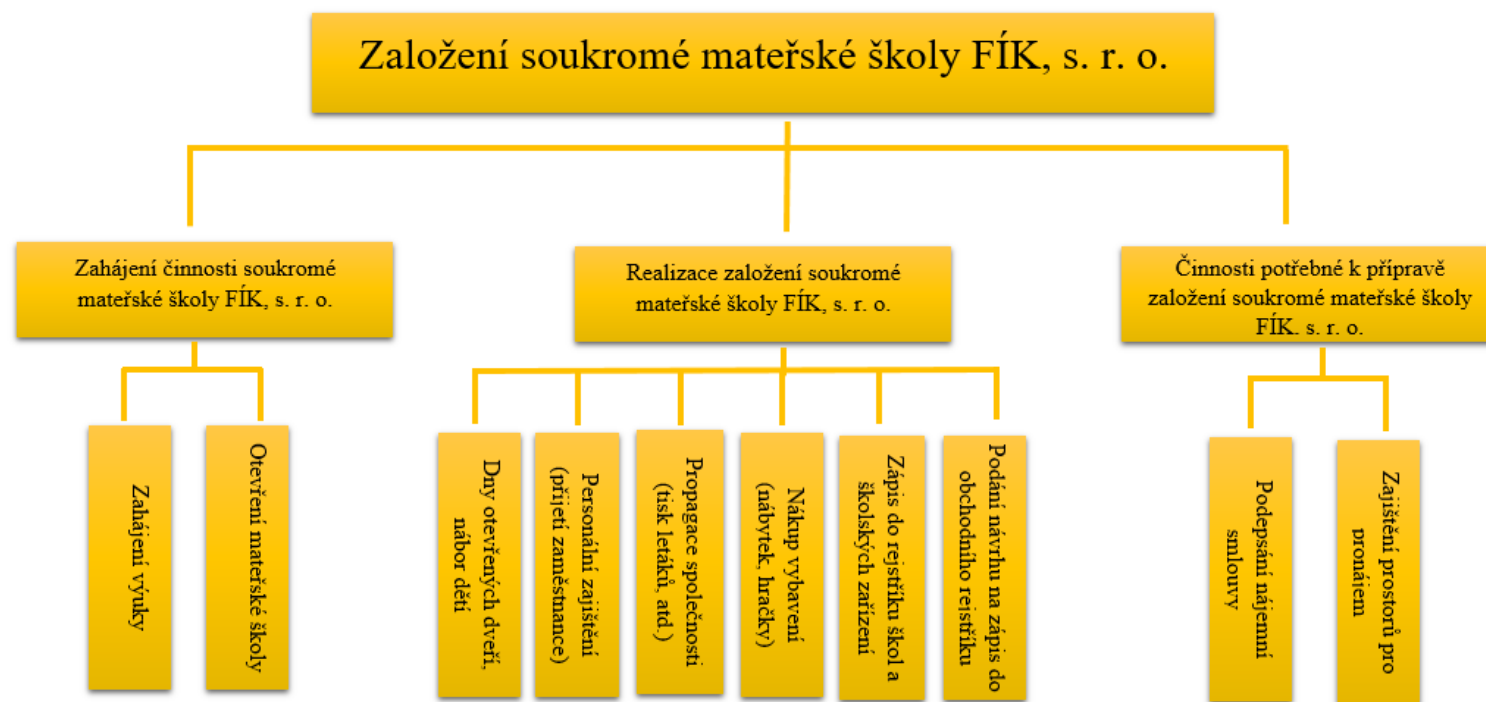 Založení soukromé mateřské školy FÍK, s. r. o.
Zahájení činnosti soukromé
mateřské školy FÍK, s. r. o.
Realizace založení soukromé
mateřské školy FÍK, s. r. o.
Činnosti potřebné k přípravě
založení soukromé mateřské školy
FÍK. s. r. o.
Zahájení výuky
Otevření mateřské školy
Dny otevřených dveří,
nábor dětí
Personální zajištění
(přijetí zaměstnance)
Propagace společnosti
(tisk letáků, atd.)
Nákup vybavení
(nábytek, hračky)
Zápis do rejstříku škol a
školských zařízení
Podání návrhu na zápis do
obchodního rejstříku
Podepsání nájemní
smlouvy
Zajištění prostorů pro
pronájem